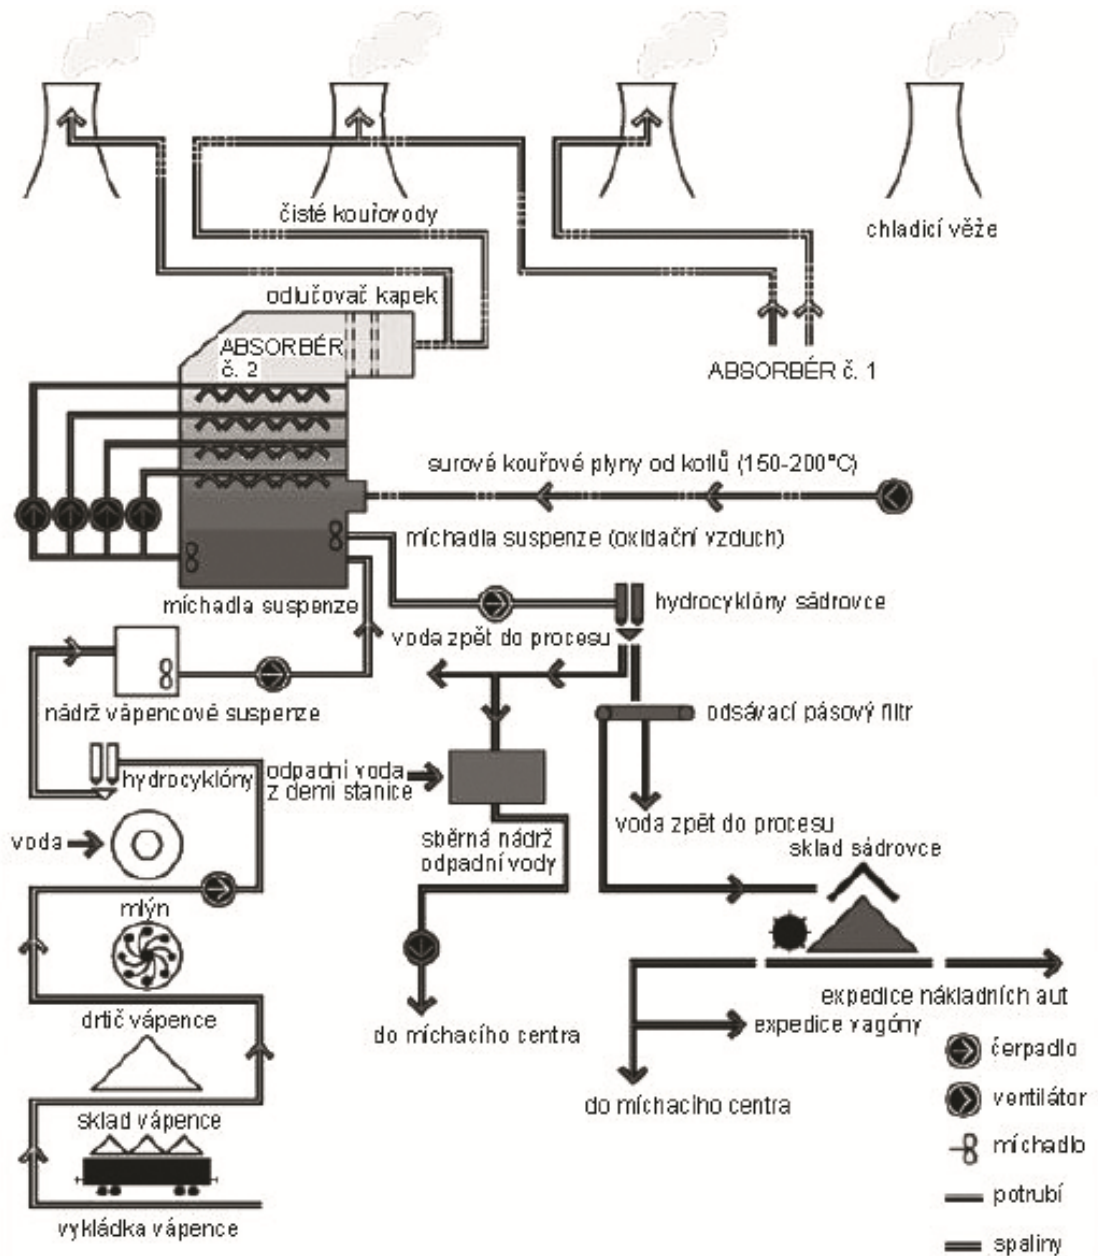 čisté kouřovody
chladicí věže
odlučovač kapek
ABSORBÉR
č. 2
ABSORBÉR č. 1
surové kouřové plyny od kotlů (150-200°C)
míchadla suspenze (oxidační vzduch)
míchadla suspenze
hydrocyklóny sádrovce
voda zpět do procesu
nádrž vápencové suspenze
odsávací pásový filtr
hydrocyklóny
odpadní voda
z demi stanice
voda
sběrná nádrž
odpadní vody
voda zpět do procesu
sklad sádrovce
mlýn
drtič vápence
do míchacího centra
expedice nákladních aut
expedice vagóny
do míchacího centra
sklad vápence
vykládka vápence
čerpadlo
ventilátor
míchadlo
potrubí
spaliny